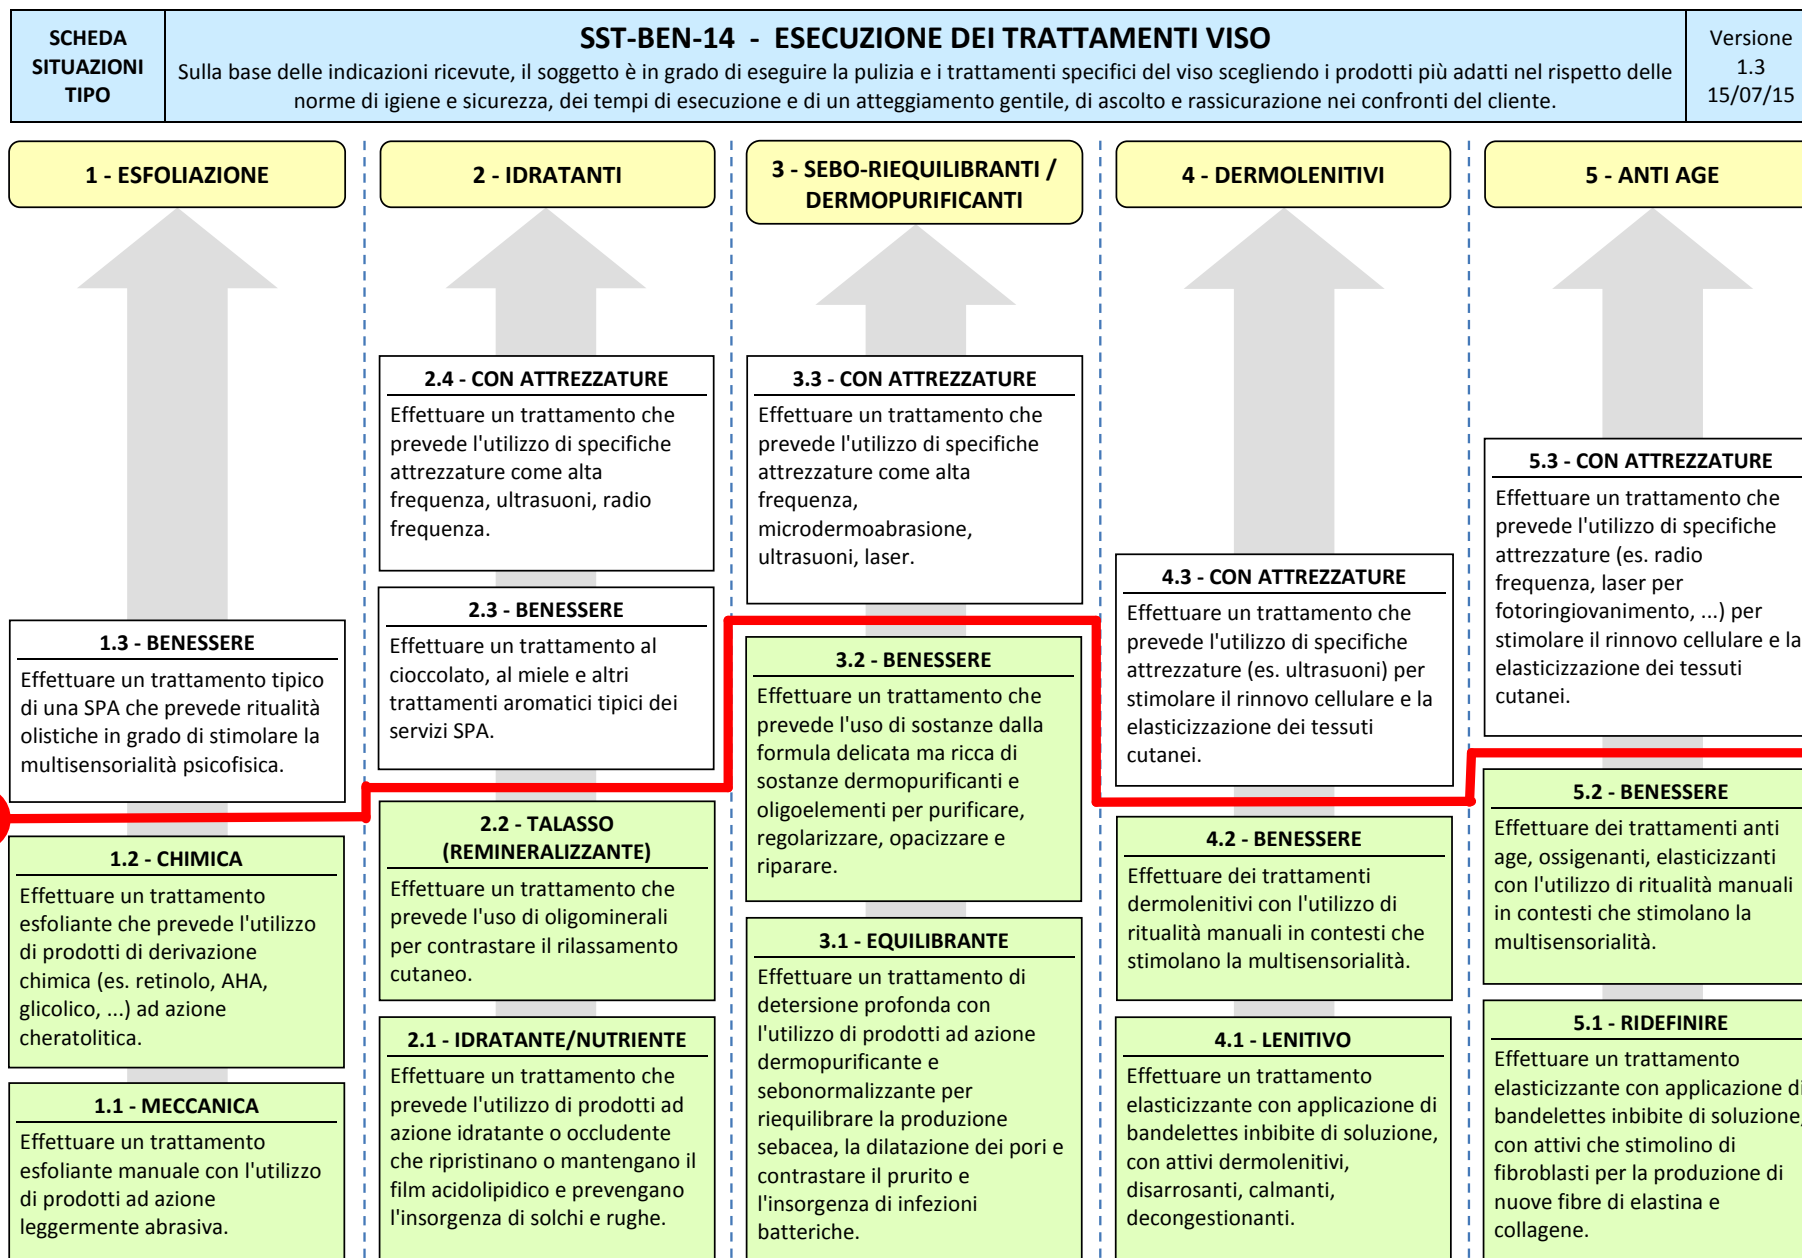 SCHEDA
SITUAZIONI
TIPO
SST-BEN-14 - ESECUZIONE DEI TRATTAMENTI VISO
Sulla base delle indicazioni ricevute, il soggetto è in grado di eseguire la pulizia e i trattamenti specifici del viso scegliendo i prodotti più adatti nel rispetto delle
norme di igiene e sicurezza, dei tempi di esecuzione e di un atteggiamento gentile, di ascolto e rassicurazione nei confronti del cliente.
Versione
1.3
15/07/15
1 - ESFOLIAZIONE
1.3 - BENESSERE
Effettuare un trattamento tipico
di una SPA che prevede ritualità
olistiche in grado di stimolare la
multisensorialità psicofisica.
1.2 - CHIMICA
Effettuare un trattamento
esfoliante che prevede l'utilizzo
di prodotti di derivazione
chimica (es. retinolo, AHA,
glicolico, ...) ad azione
cheratolitica.
1.1 - MECCANICA
Effettuare un trattamento
esfoliante manuale con l'utilizzo
di prodotti ad azione
leggermente abrasiva.
2 - IDRATANTI
2.4 - CON ATTREZZATURE
Effettuare un trattamento che
prevede l'utilizzo di specifiche
attrezzature come alta
frequenza, ultrasuoni, radio
frequenza.
2.3 - BENESSERE
Effettuare un trattamento al
cioccolato, al miele e altri
trattamenti aromatici tipici dei
servizi SPA.
2.2 - TALASSO
(REMINERALIZZANTE)
Effettuare un trattamento che
prevede l'uso di oligominerali
per contrastare il rilassamento
cutaneo.
2.1 - IDRATANTE/NUTRIENTE
Effettuare un trattamento che
prevede l'utilizzo di prodotti ad
azione idratante o occludente
che ripristinano o mantengano il
film acidolipidico e prevengano
l'insorgenza di solchi e rughe.
3 - SEBO-RIEQUILIBRANTI /
DERMOPURIFICANTI
3.3 - CON ATTREZZATURE
Effettuare un trattamento che
prevede l'utilizzo di specifiche
attrezzature come alta
frequenza,
microdermoabrasione,
ultrasuoni, laser.
3.2 - BENESSERE
Effettuare un trattamento che
prevede l'uso di sostanze dalla
formula delicata ma ricca di
sostanze dermopurificanti e
oligoelementi per purificare,
regolarizzare, opacizzare e
riparare.
3.1 - EQUILIBRANTE
Effettuare un trattamento di
detersione profonda con
l'utilizzo di prodotti ad azione
dermopurificante e
sebonormalizzante per
riequilibrare la produzione
sebacea, la dilatazione dei pori e
contrastare il prurito e
l'insorgenza di infezioni
batteriche.
4 - DERMOLENITIVI
4.3 - CON ATTREZZATURE
Effettuare un trattamento che
prevede l'utilizzo di specifiche
attrezzature (es. ultrasuoni) per
stimolare il rinnovo cellulare e la
elasticizzazione dei tessuti
cutanei.
4.2 - BENESSERE
Effettuare dei trattamenti
dermolenitivi con l'utilizzo di
ritualità manuali in contesti che
stimolano la multisensorialità.
4.1 - LENITIVO
Effettuare un trattamento
elasticizzante con applicazione di
bandelettes inbibite di soluzione,
con attivi dermolenitivi,
disarrosanti, calmanti,
decongestionanti.
5 - ANTI AGE
5.3 - CON ATTREZZATURE
Effettuare un trattamento che
prevede l'utilizzo di specifiche
attrezzature (es. radio
frequenza, laser per
fotoringiovanimento, ...) per
stimolare il rinnovo cellulare e la
elasticizzazione dei tessuti
cutanei.
5.2 - BENESSERE
Effettuare dei trattamenti anti
age, ossigenanti, elasticizzanti
con l'utilizzo di ritualità manuali
in contesti che stimolano la
multisensorialità.
5.1 - RIDEFINIRE
Effettuare un trattamento
elasticizzante con applicazione di
bandelettes inbibite di soluzione,
con attivi che stimolino di
fibroblasti per la produzione di
nuove fibre di elastina e
collagene.